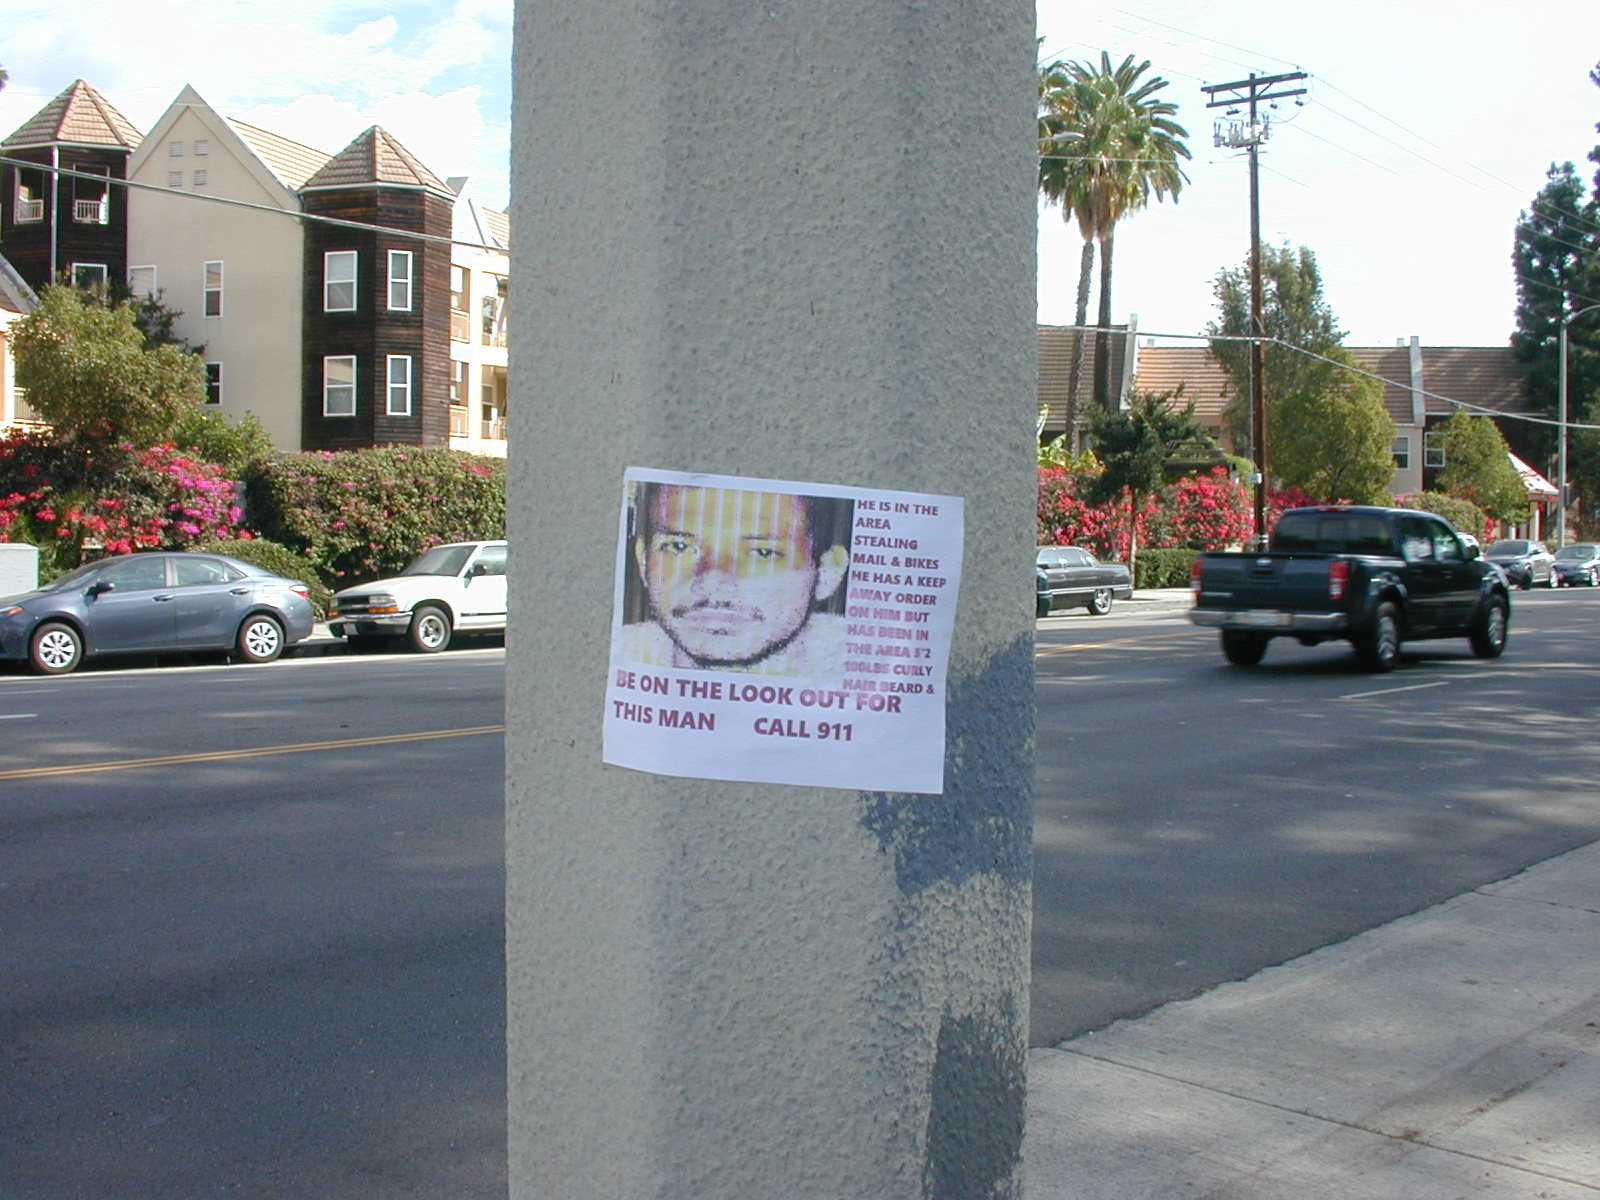 HE IS IN THE
AREA
STEALING
MAIL & BIKES
HE HAS A KEEP
AWAY ORDER
ON HIM BUT
HAS BEEN IN
THE AREA 5'2
100LBS CURLY
HAIR BEARD &
BE ON THE LOOK OUT FOR
THIS MAN CALL 911